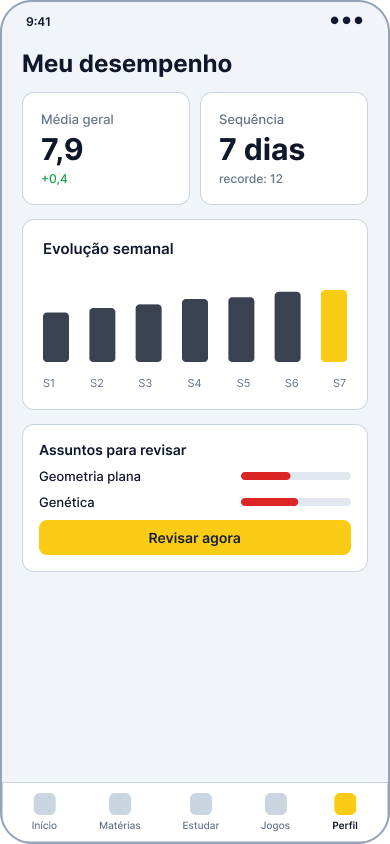 9:41
Meu desempenho
Média geral
7,9
+0,4
Sequência
7 dias
recorde: 12
Evolução semanal
S1 S2 S3 S4 S5 S6 S7
Assuntos para revisar
Geometria plana
Genética
Revisar agora
Início Matérias Estudar Jogos Perfil